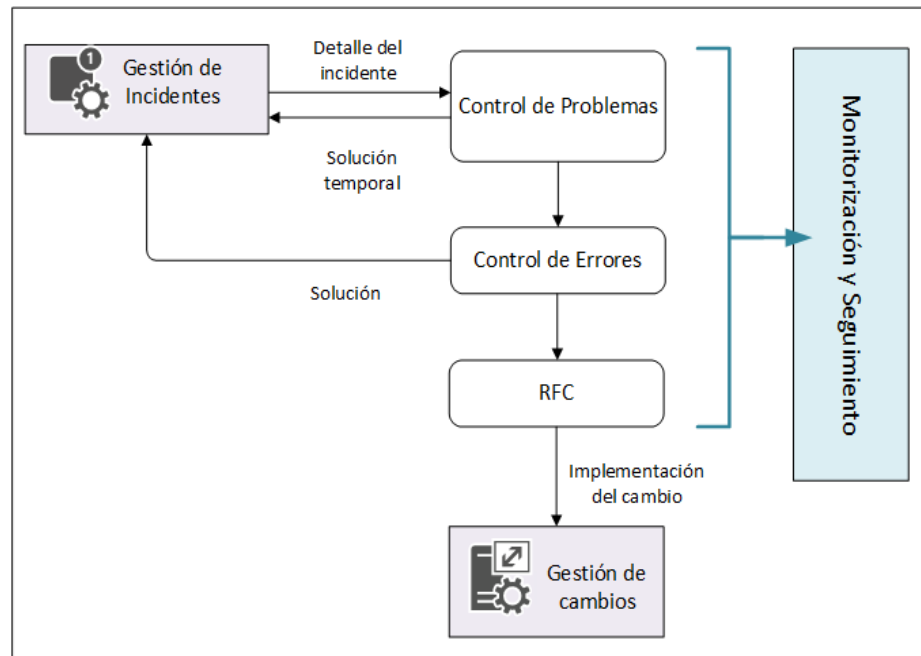 1
Gestión de
Incidentes
Detalle del
incidente
Control de Problemas
Solución
temporal
Control de Errores
Solución
RFC
Implementación
del cambio
Gestión de
cambios
Monitorización y Seguimiento